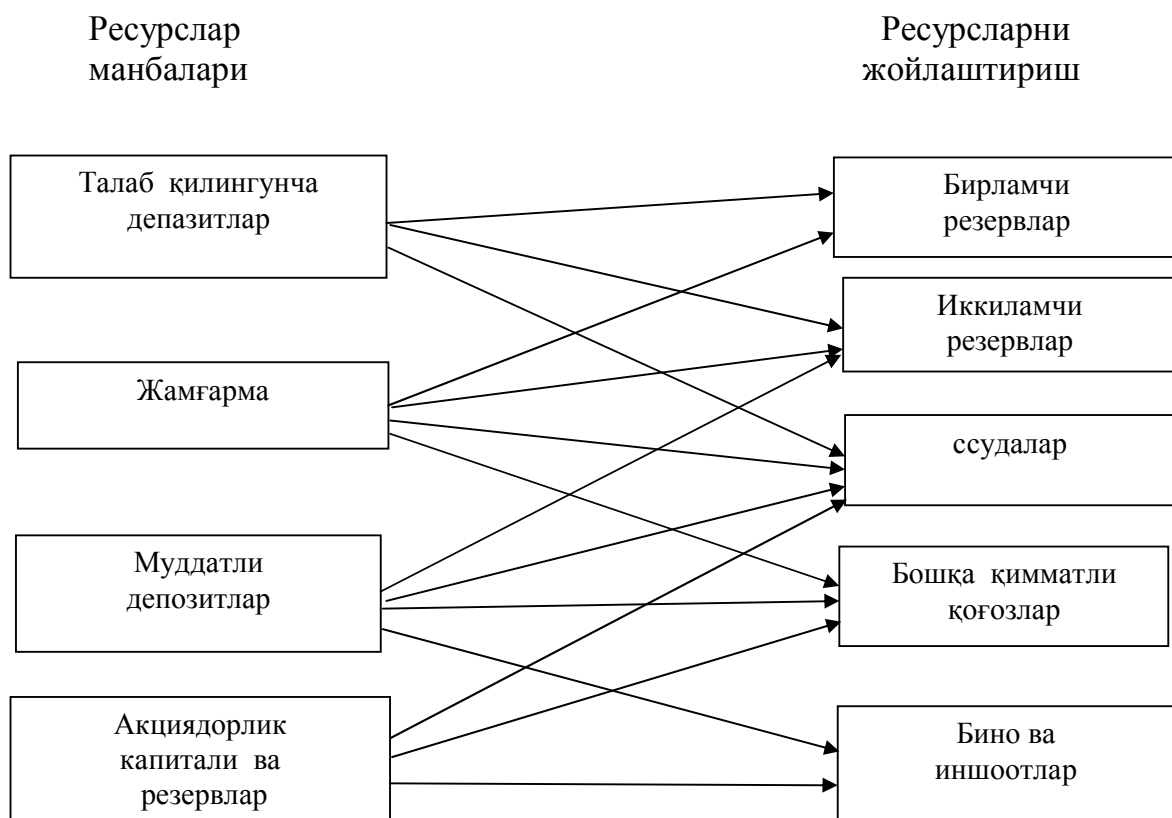 Ресурслар
манбалари
Ресурсларни
жойлаштириш
Талаб қилингунча
депазитлар
Бирламчи
резервлар
Иккиламчи
резервлар
Жамғарма
ссудалар
Муддатли
депозитлар
Бошқа қимматли
қоғозлар
Акциядорлик
капитали ва
резервлар
Бино ва
иншоотлар